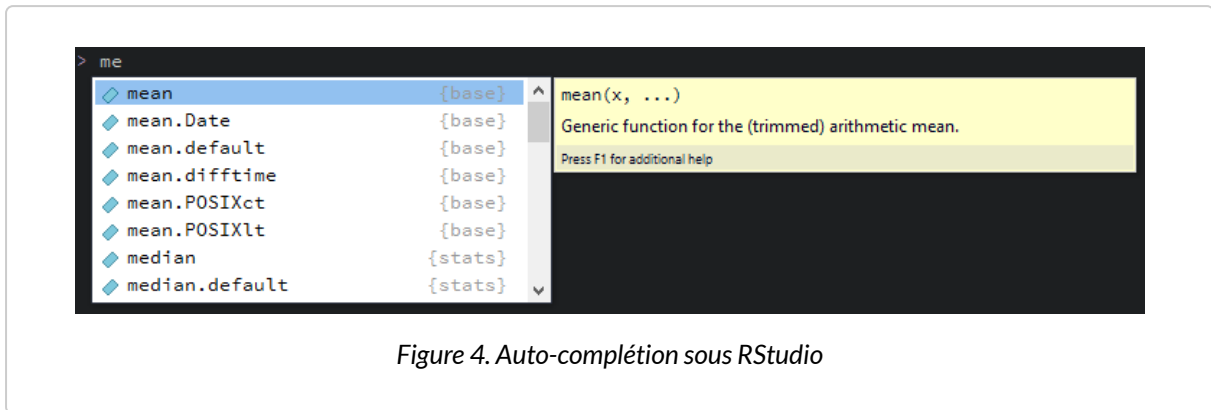 > me
mean {base}
mean.Date {base}
mean.default {base}
mean.difftime {base}
mean.POSIXct {base}
mean.POSIXlt {base}
median {stats}
median.default {stats}
mean(x, ...)
Generic function for the (trimmed) arithmetic mean.
Press F1 for additional help
Figure 4. Auto-complétion sous RStudio